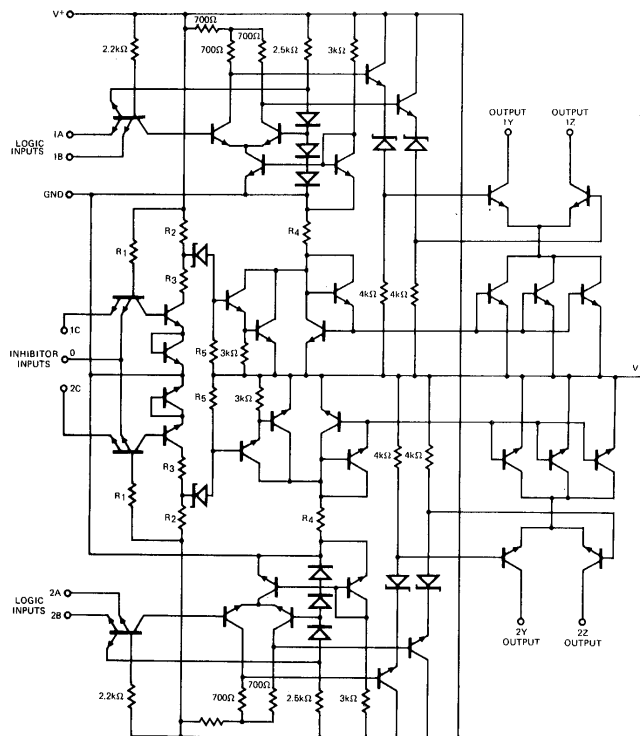 V+
700Ω
2.2kΩ
700Ω
700Ω
2.5kΩ
3kΩ
1A
LOGIC
INPUTS
1B
GND
OUTPUT
1Y
OUTPUT
1Z
R1
R2
R3
R4
4kΩ
4kΩ
1C
INHIBITOR
INPUTS
0
2C
3kΩ
R5
V
R5
3kΩ
R3
R1
R2
R4
4kΩ
4kΩ
2A
LOGIC
INPUTS
2B
2Y
OUTPUT
2Z
OUTPUT
2.2kΩ
700Ω
700Ω
2.5kΩ
3kΩ